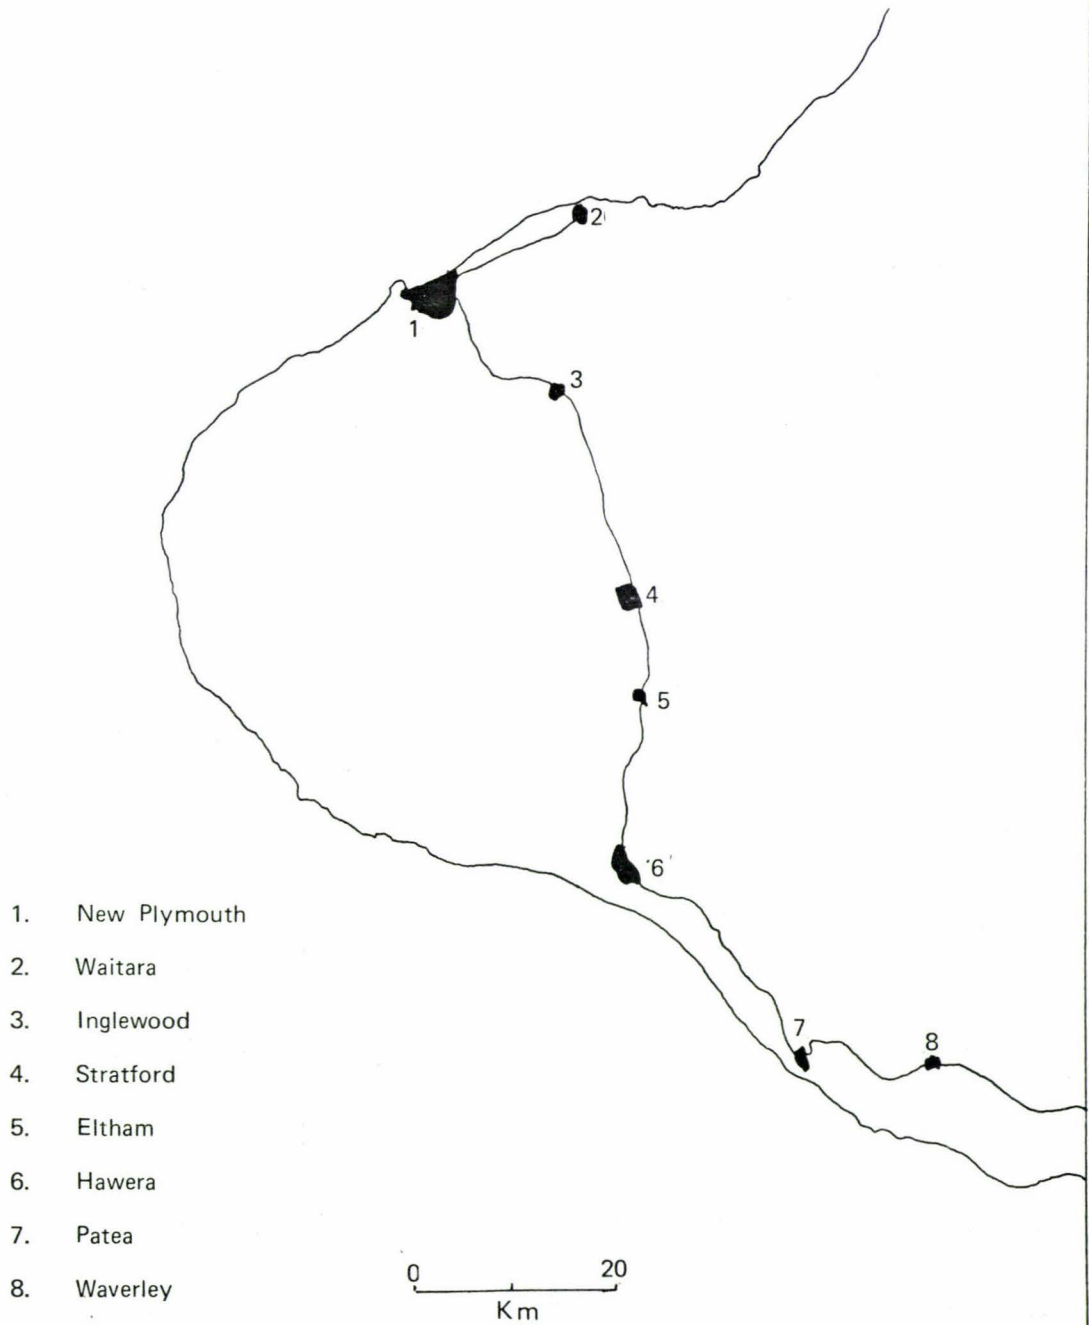 2
1
3
4
5
6
7
8
1. New Plymouth
2. Waitara
3. Inglewood
4. Stratford
5. Eltham
6. Hawera
7. Patea
8. Waverley
0 20
Km